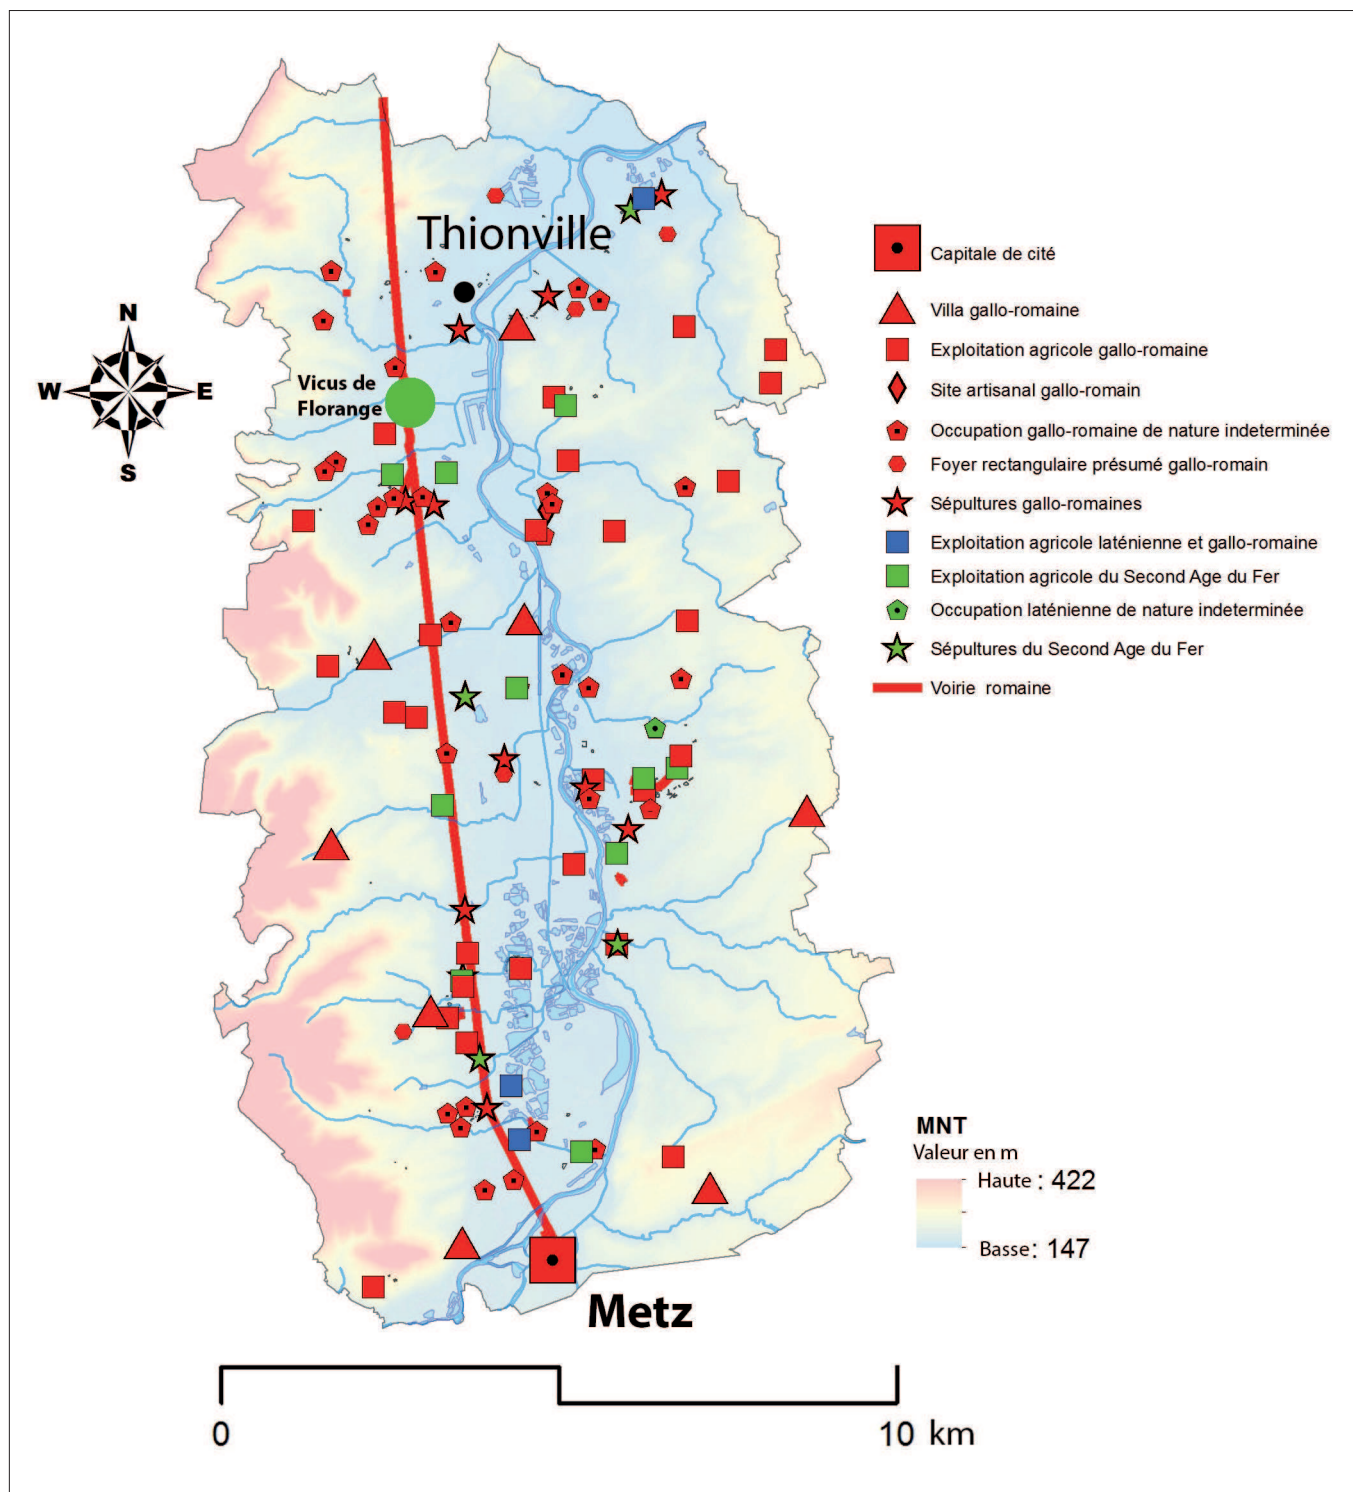 Thionville
Vicus de
Florange
N
W
E
S
Capitale de cité
Villa gallo-romaine
Exploitation agricole gallo-romaine
Site artisanal gallo-romain
Occupation gallo-romaine de nature indeterminée
Foyer rectangulaire présumé gallo-romain
Sépultures gallo-romaines
Exploitation agricole laténienne et gallo-romaine
Exploitation agricole du Second Age du Fer
Occupation laténienne de nature indeterminée
Sépultures du Second Age du Fer
Voirie romaine
MNT
Valeur en m
Haute : 422
Basse : 147
Metz
0
10 km